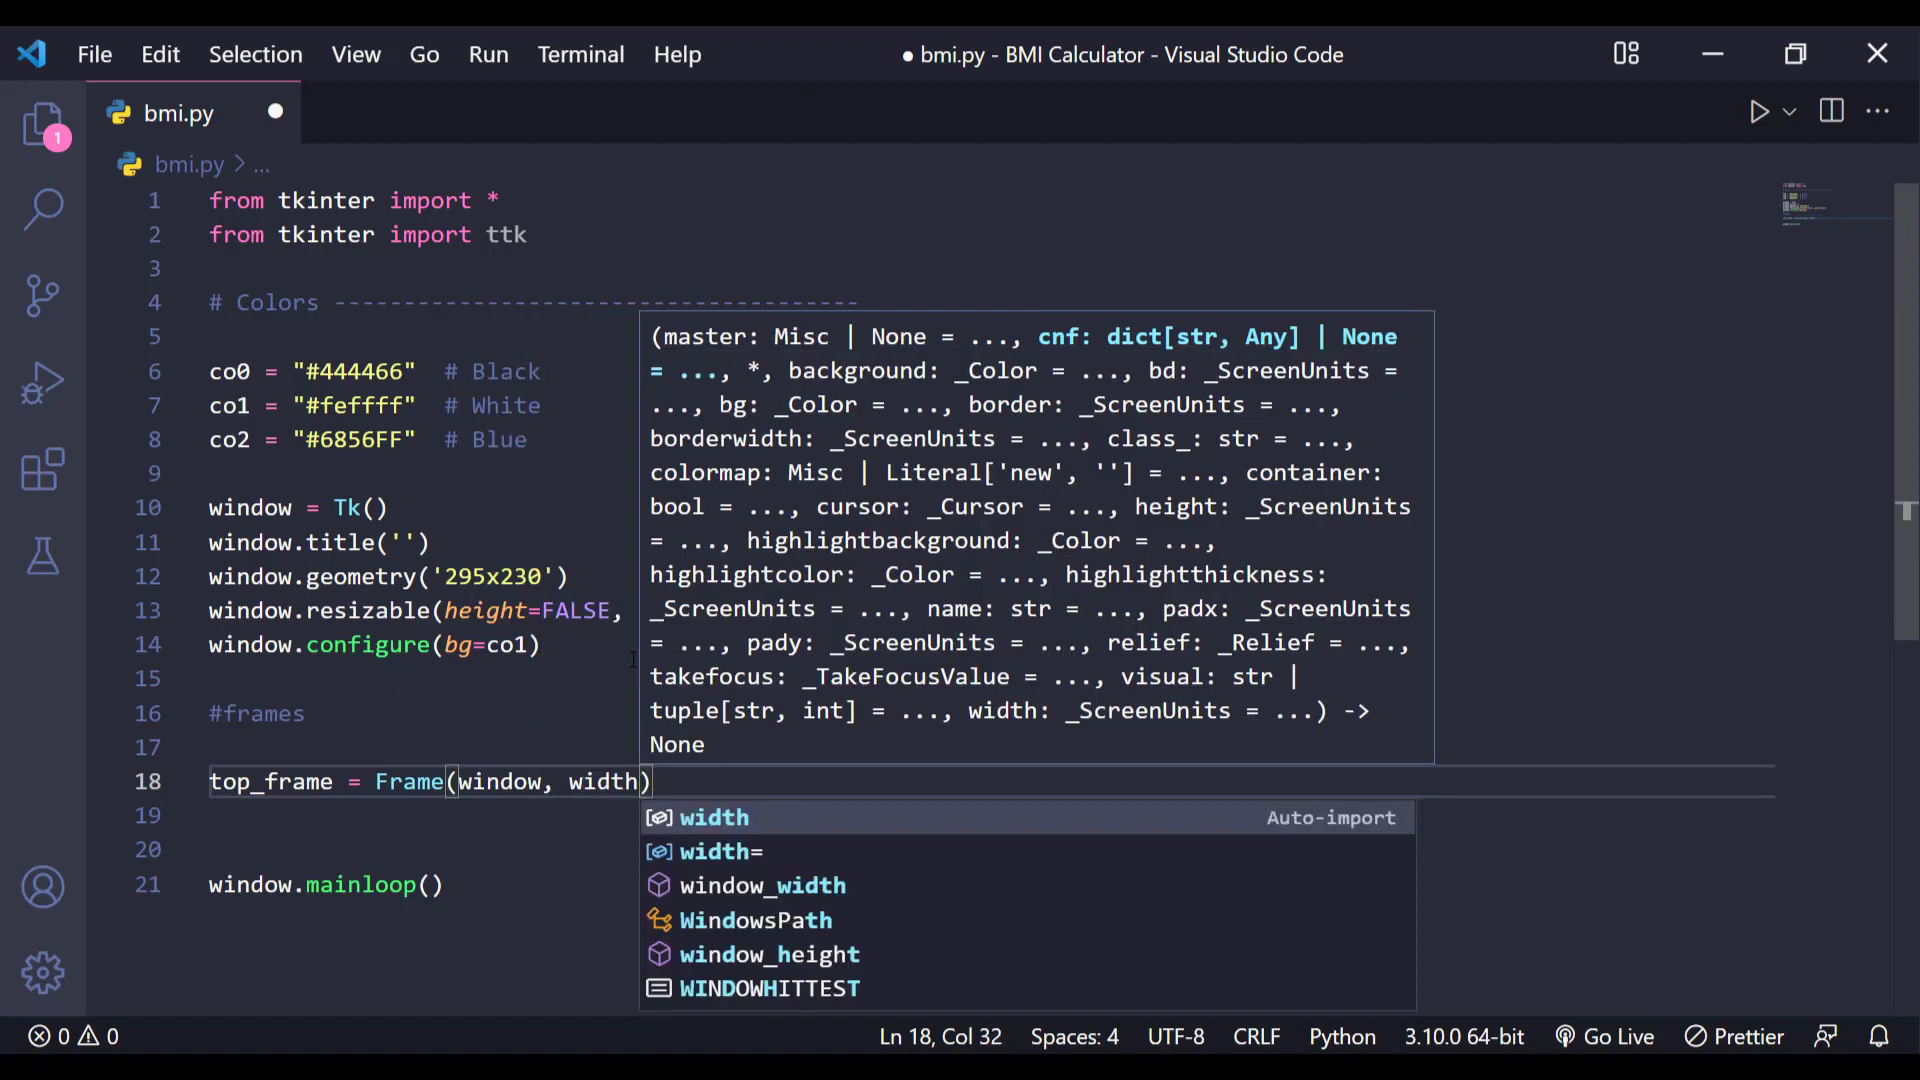 File Edit Selection View Go Run Terminal Help ● bmi.py - BMI Calculator - Visual Studio Code
bmi.py
1
bmi.py > ...
1 from tkinter import *
2 from tkinter import ttk
3
4 # Colors --------------------------------------
5
6 co0 = "#444466"  # Black
7 co1 = "#feffff"  # White
8 co2 = "#6856FF"  # Blue
9
10 window = Tk()
11 window.title('')
12 window.geometry('295x230')
13 window.resizable(height=FALSE,
14 window.configure(bg=co1)
15
16 #frames
17
18 top_frame = Frame(window, width)
19
20
21 window.mainloop()
(master: Misc | None = ..., cnf: dict[str, Any] | None
= ..., *, background: _Color = ..., bd: _ScreenUnits =
..., bg: _Color = ..., border: _ScreenUnits = ...,
borderwidth: _ScreenUnits = ..., class_: str = ...,
colormap: Misc | Literal['new', ''] = ..., container:
bool = ..., cursor: _Cursor = ..., height: _ScreenUnits
= ..., highlightbackground: _Color = ...,
highlightcolor: _Color = ..., highlightthickness:
_ScreenUnits = ..., name: str = ..., padx: _ScreenUnits
= ..., pady: _ScreenUnits = ..., relief: _Relief = ...,
takefocus: _TakeFocusValue = ..., visual: str |
tuple[str, int] = ..., width: _ScreenUnits = ...) ->
None
width Auto-import
width=
window_width
WindowsPath
window_height
WINDOWHITTEST
0 0 Ln 18, Col 32 Spaces: 4 UTF-8 CRLF Python 3.10.0 64-bit Go Live Prettier